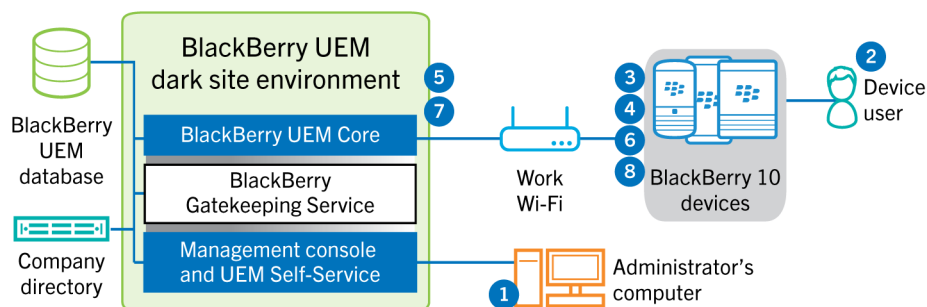 BlackBerry UEM
dark site environment
BlackBerry
UEM
database
BlackBerry UEM Core
BlackBerry
Gatekeeping Service
Management console
and UEM Self-Service
Company
directory
5
7
Work
Wi-Fi
3
4
6
8
BlackBerry 10
devices
2
Device
user
1
Administrator's
computer